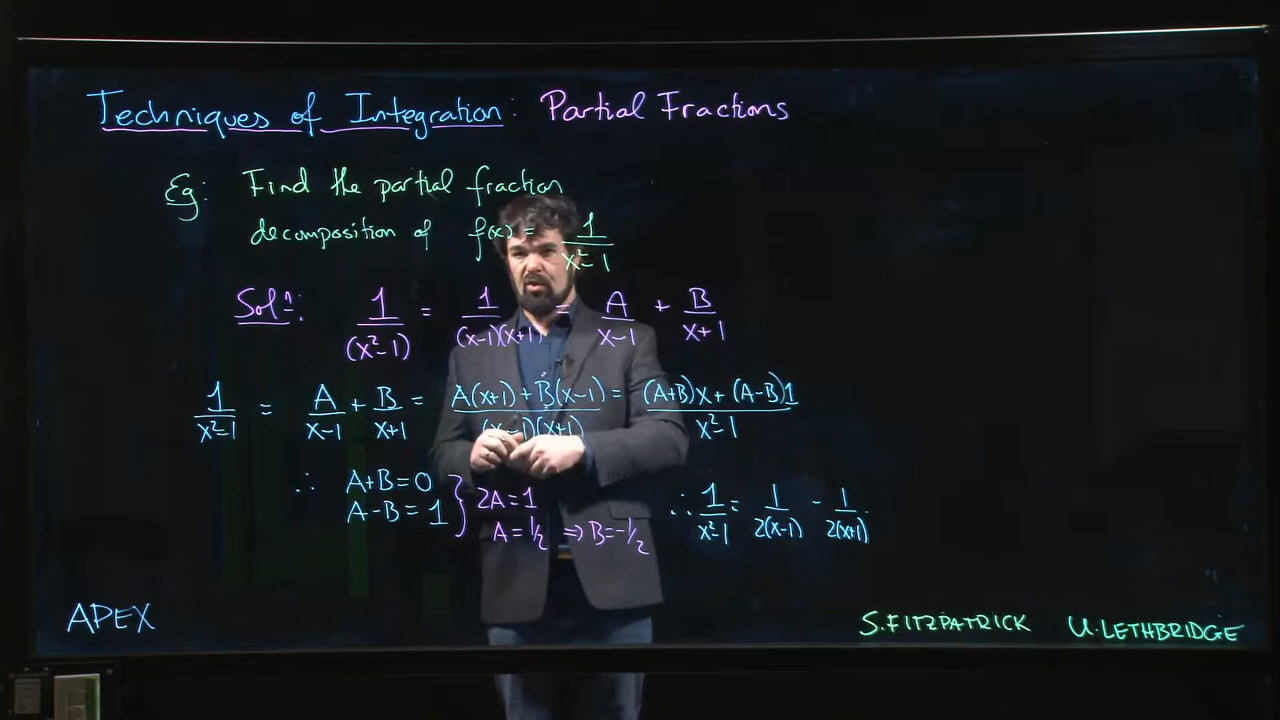 Techniques of Integration: Partial Fractions
Eg: Find the partial fraction
decomposition of f(x) = 1/(x²-1)
Sol'n: 1/(x²-1) = 1/((x-1)(x+1)) = A/(x-1) + B/(x+1)
1/(x²-1) = A/(x-1) + B/(x+1) = (A(x+1) + B(x-1))/((x-1)(x+1)) = ((A+B)x + (A-B)1)/(x²-1)
∴ A+B=0 } 2A=1
A-B=1 A=1/2 ⇒ B=-1/2
∴ 1/(x²-1) = 1/(2(x-1)) - 1/(2(x+1)).
APEX
S. FITZPATRICK U. LETHBRIDGE